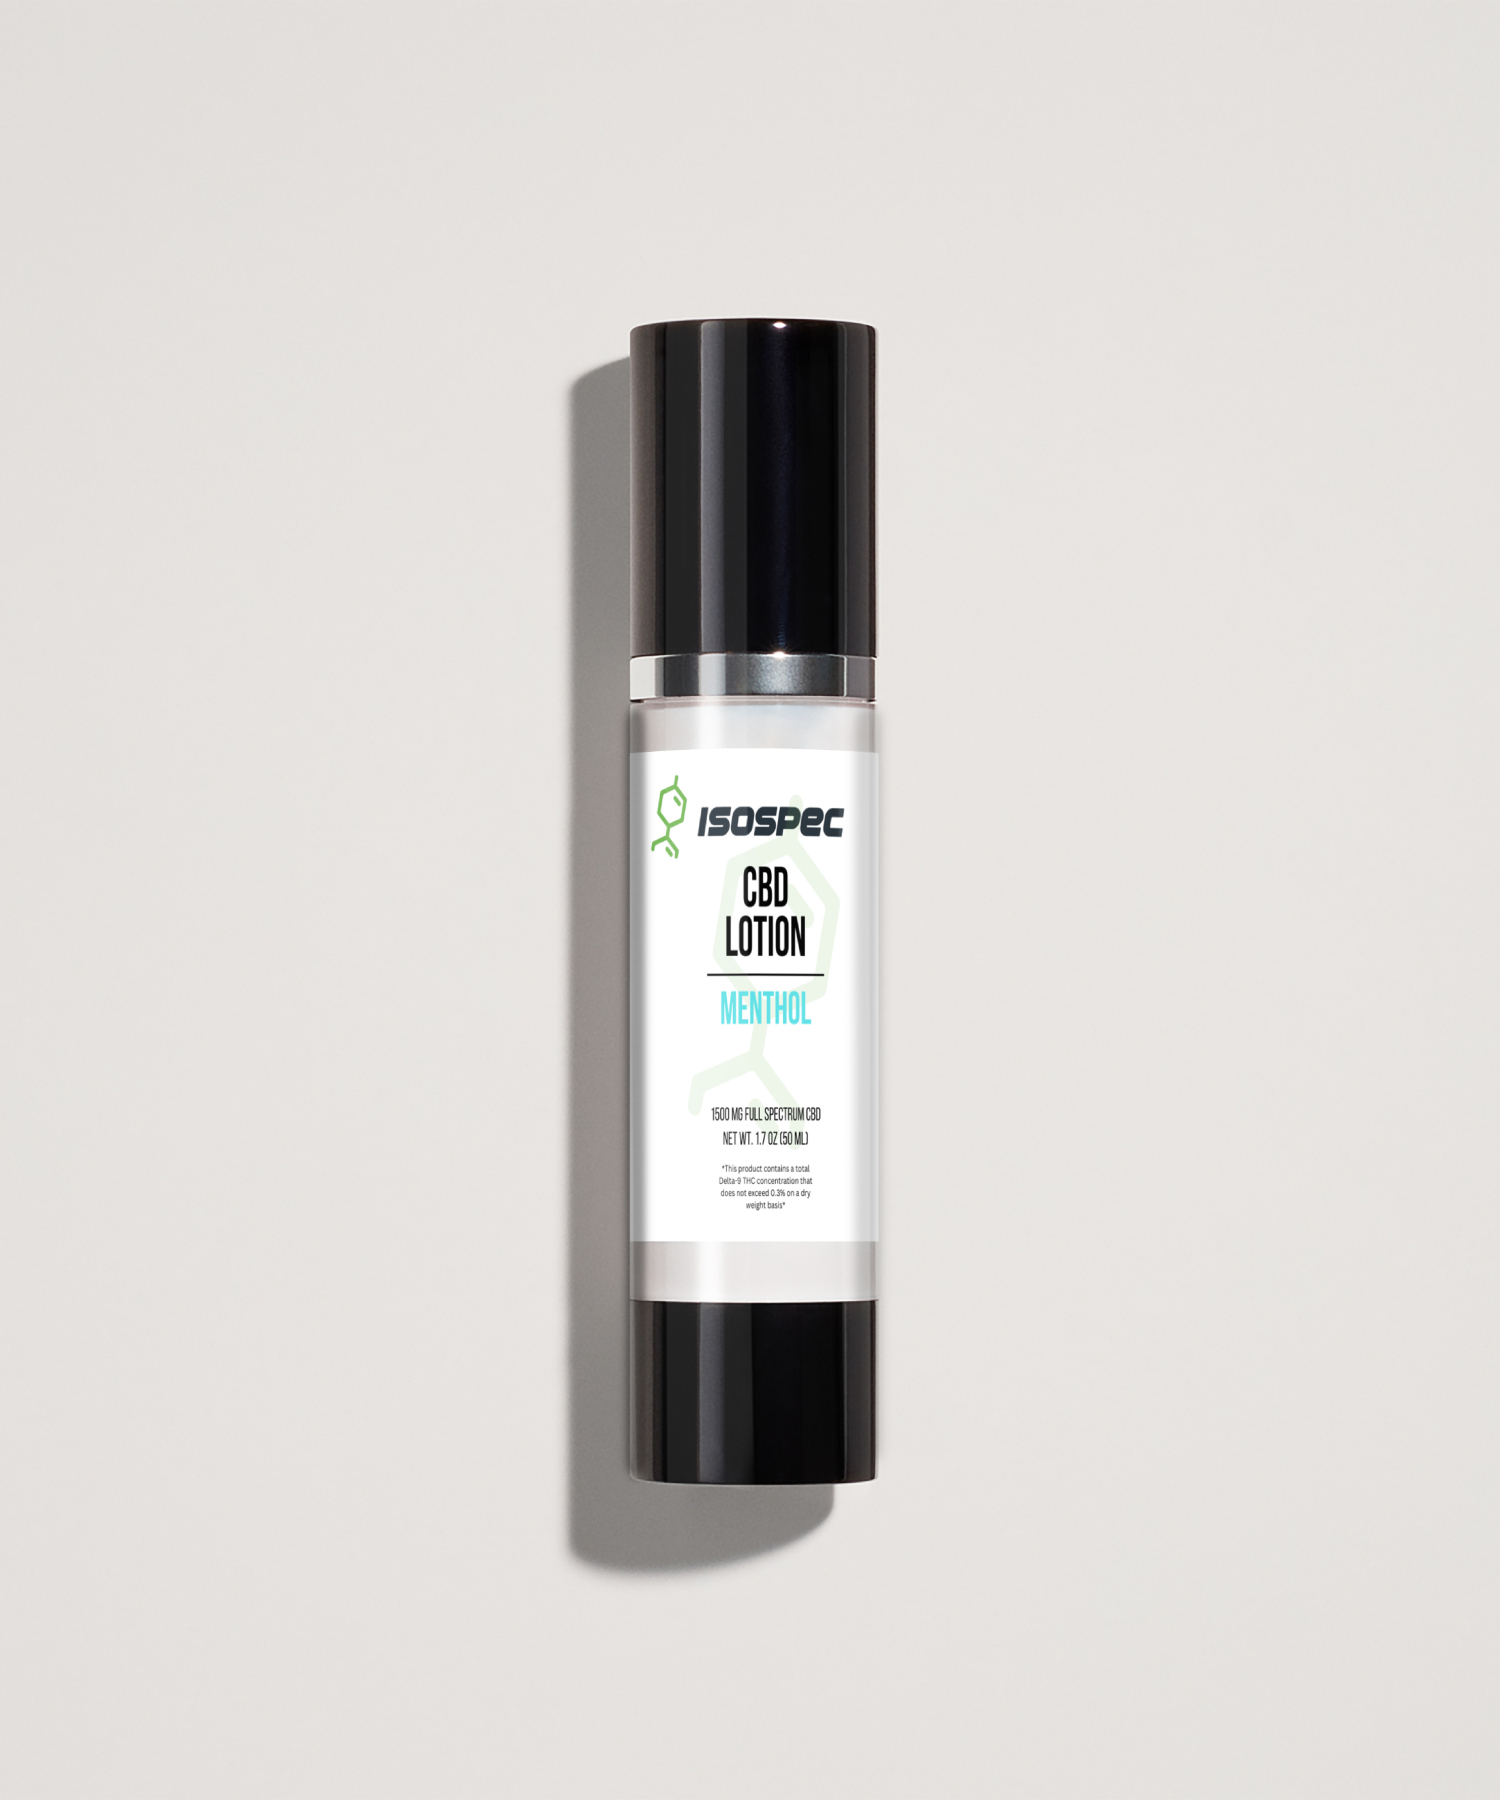 ISOSPEC
CBD
LOTION
MENTHOL
1500 MG FULL SPECTRUM CBD
NET WT. 1.7 OZ (50 ML)
*This product contains a total
Delta-9 THC concentration that
does not exceed 0.3% on a dry
weight basis*